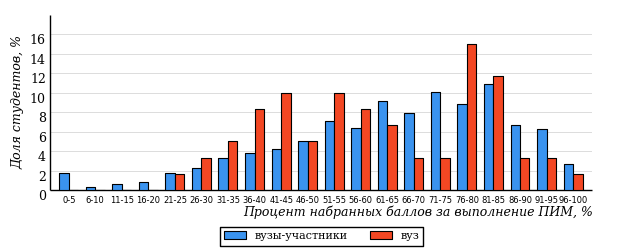 Доля студентов, %
16
14
12
10
8
6
4
2
0
0-5 6-10 11-15 16-20 21-25 26-30 31-35 36-40 41-45 46-50 51-55 56-60 61-65 66-70 71-75 76-80 81-85 86-90 91-95 96-100
Процент набранных баллов за выполнение ПИМ, %
вузы-участники вуз